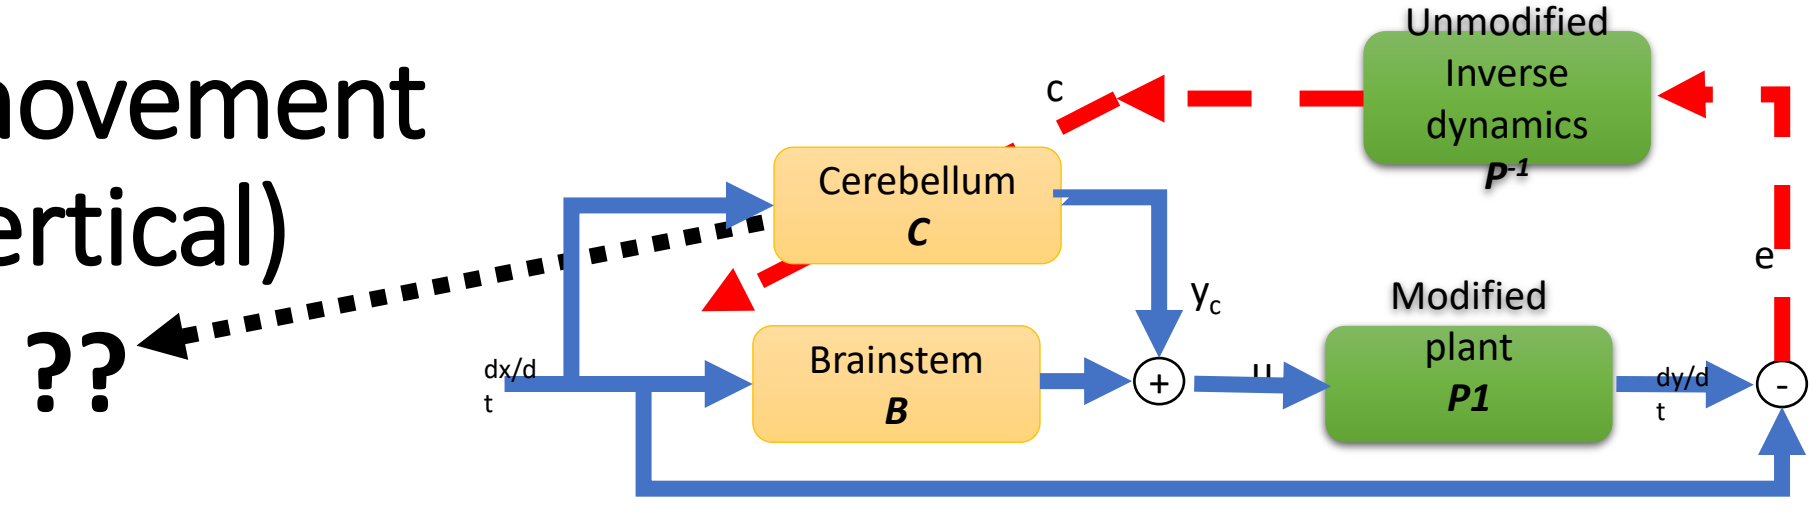 novement
ertical)
??
c
Unmodified
Inverse
dynamics
P-1
Cerebellum
C
e
yc
Modified
plant
P1
dx/d
t
Brainstem
B
+
u
dy/d
t
-